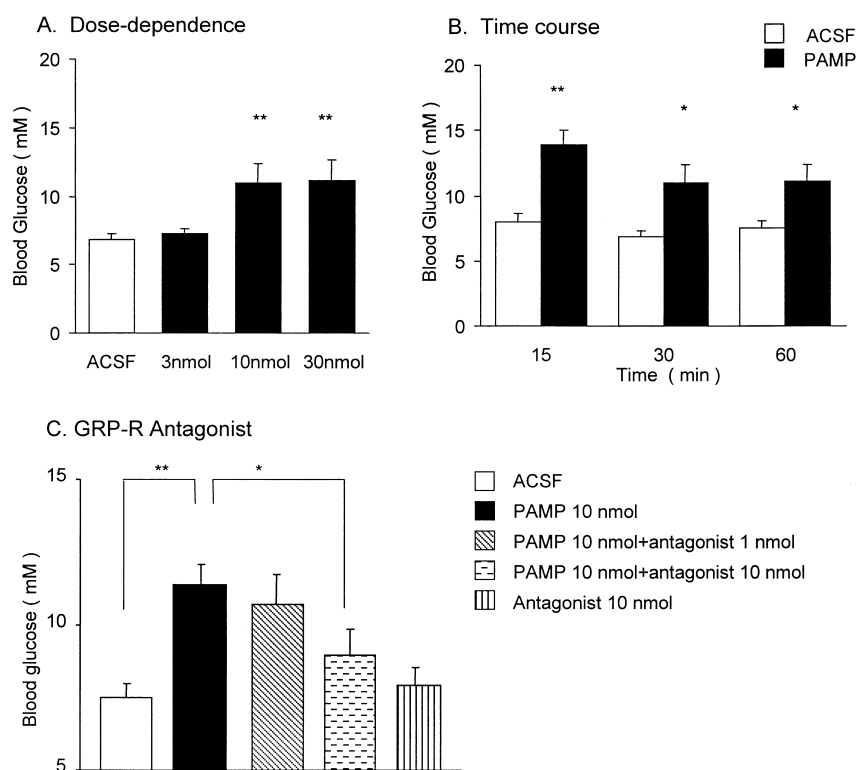 A. Dose-dependence
Blood Glucose ( mM )
20
15
10
5
0
**
**
ACSF
3nmol
10nmol
30nmol
B. Time course
ACSF
PAMP
Blood Glucose ( mM )
20
15
10
5
0
**
*
*
15
30
60
Time ( min )
C. GRP-R Antagonist
Blood glucose ( mM )
15
10
5
**
*
ACSF
PAMP 10 nmol
PAMP 10 nmol+antagonist 1 nmol
PAMP 10 nmol+antagonist 10 nmol
Antagonist 10 nmol